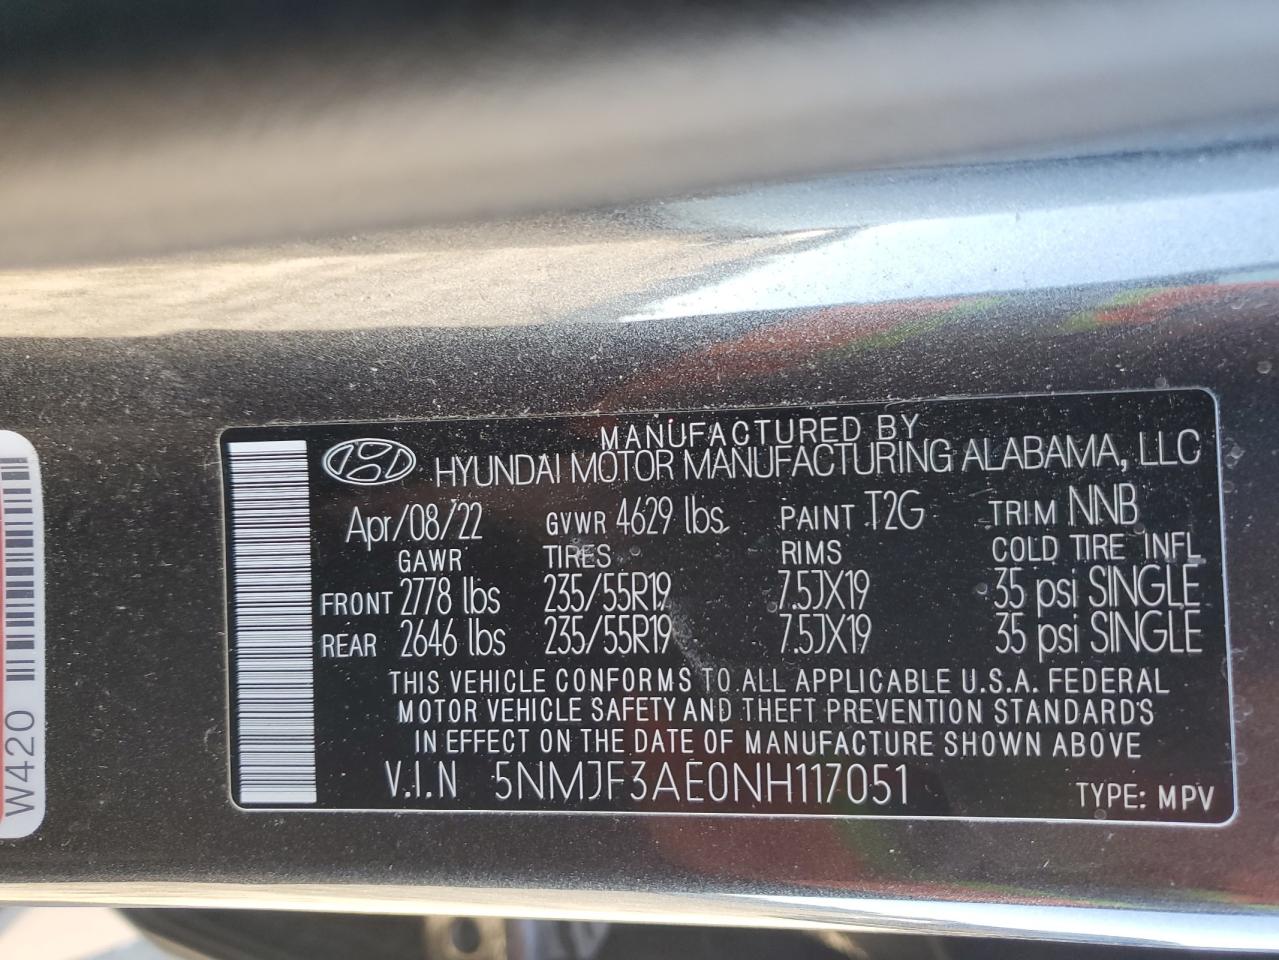 MANUFACTURED BY
HYUNDAI MOTOR MANUFACTURING ALABAMA, LLC
Apr/08/22 GVWR 4629 lbs PAINT T2G TRIM NNB
GAWR TIRES RIMS COLD TIRE INFL
FRONT 2778 lbs 235/55R19 7.5JX19 35 psi SINGLE
REAR 2646 lbs 235/55R19 7.5JX19 35 psi SINGLE
THIS VEHICLE CONFORMS TO ALL APPLICABLE U.S.A. FEDERAL
MOTOR VEHICLE SAFETY AND THEFT PREVENTION STANDARDS
IN EFFECT ON THE DATE OF MANUFACTURE SHOWN ABOVE
V.I.N 5NMJF3AE0NH117051 TYPE: MPV
W420